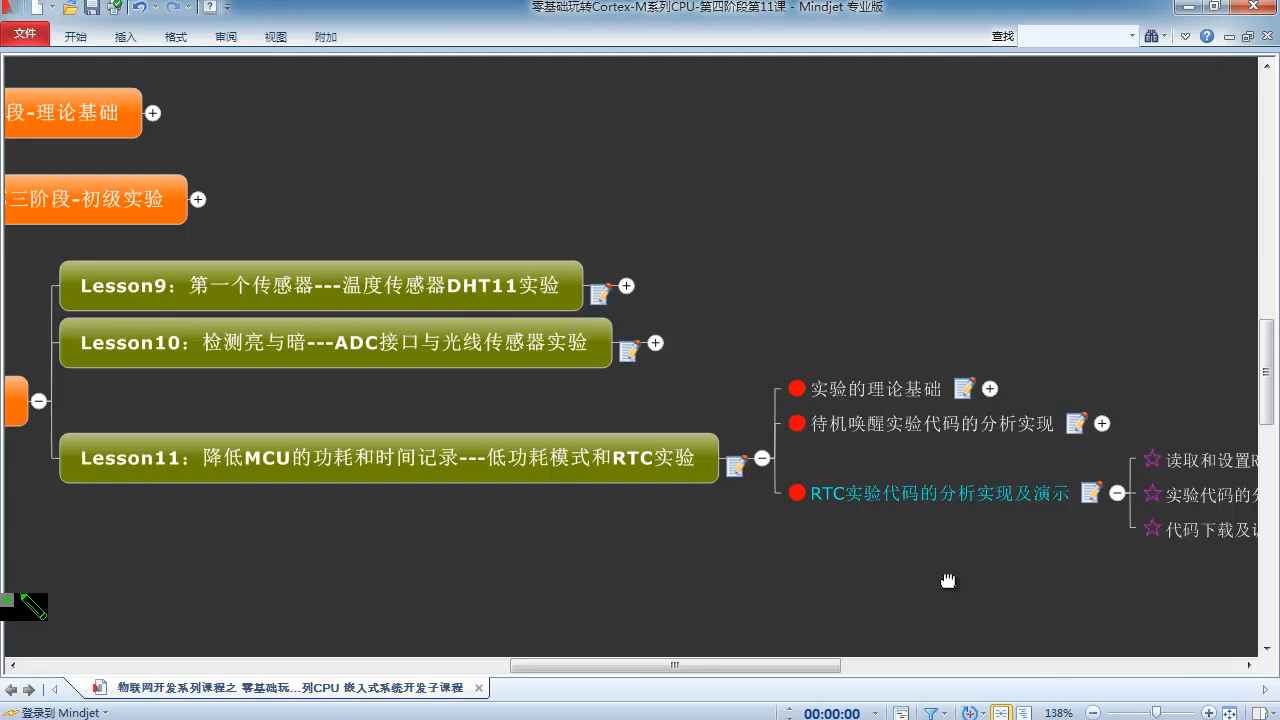 零基础玩转Cortex-M系列CPU-第四阶段第11课 - Mindjet 专业版
文件 开始 插入 格式 审阅 视图 附加 查找
段-理论基础
三阶段-初级实验
Lesson9：第一个传感器---温度传感器DHT11实验
Lesson10：检测亮与暗---ADC接口与光线传感器实验
实验的理论基础
待机唤醒实验代码的分析实现
Lesson11：降低MCU的功耗和时间记录---低功耗模式和RTC实验
读取和设置R
RTC实验代码的分析实现及演示
实验代码的分
代码下载及
物联网开发系列课程之 零基础玩...列CPU 嵌入式系统开发子课程
登录到 Mindjet 00:00:00 138%